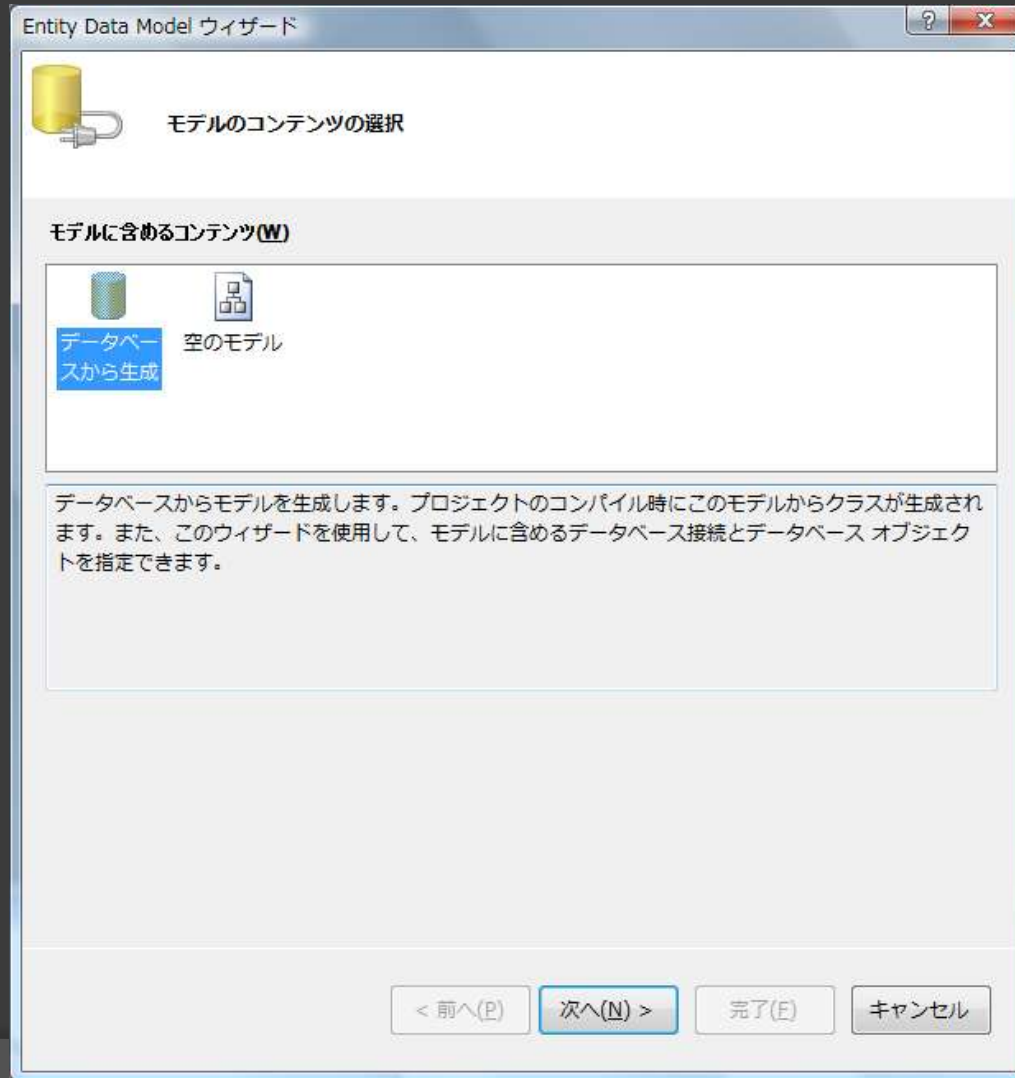 Entity Data Model ウィザード
モデルのコンテンツの選択
モデルに含めるコンテンツ(W)
データベー
スから生成
空のモデル
データベースからモデルを生成します。プロジェクトのコンパイル時にこのモデルからクラスが生成され
ます。また、このウィザードを使用して、モデルに含めるデータベース接続とデータベース オブジェク
トを指定できます。
< 前へ(P)
次へ(N) >
完了(F)
キャンセル